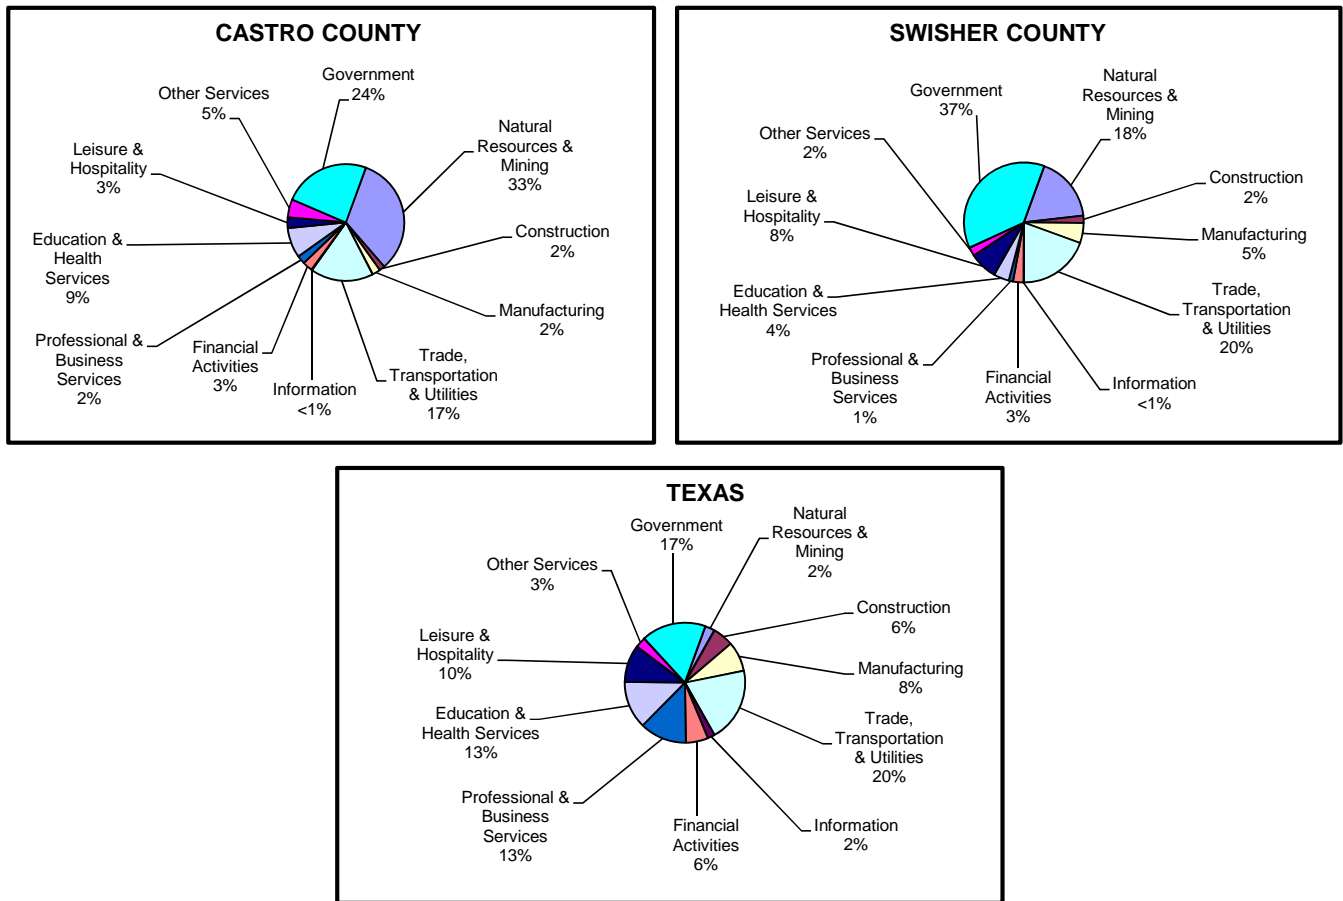 CASTRO COUNTY
Government
24%
Other Services
5%
Natural
Resources &
Mining
33%
Leisure &
Hospitality
3%
Construction
2%
Education &
Health
Services
9%
Manufacturing
2%
Professional &
Business
Services
2%
Financial
Activities
3%
Information
<1%
Trade,
Transportation
& Utilities
17%
SWISHER COUNTY
Government
37%
Natural
Resources &
Mining
18%
Other Services
2%
Construction
2%
Leisure &
Hospitality
8%
Manufacturing
5%
Education &
Health Services
4%
Trade,
Transportation
& Utilities
20%
Professional &
Business
Services
1%
Financial
Activities
3%
Information
<1%
TEXAS
Government
17%
Natural
Resources &
Mining
2%
Other Services
3%
Construction
6%
Leisure &
Hospitality
10%
Manufacturing
8%
Education &
Health Services
13%
Trade,
Transportation
& Utilities
20%
Professional &
Business
Services
13%
Financial
Activities
6%
Information
2%